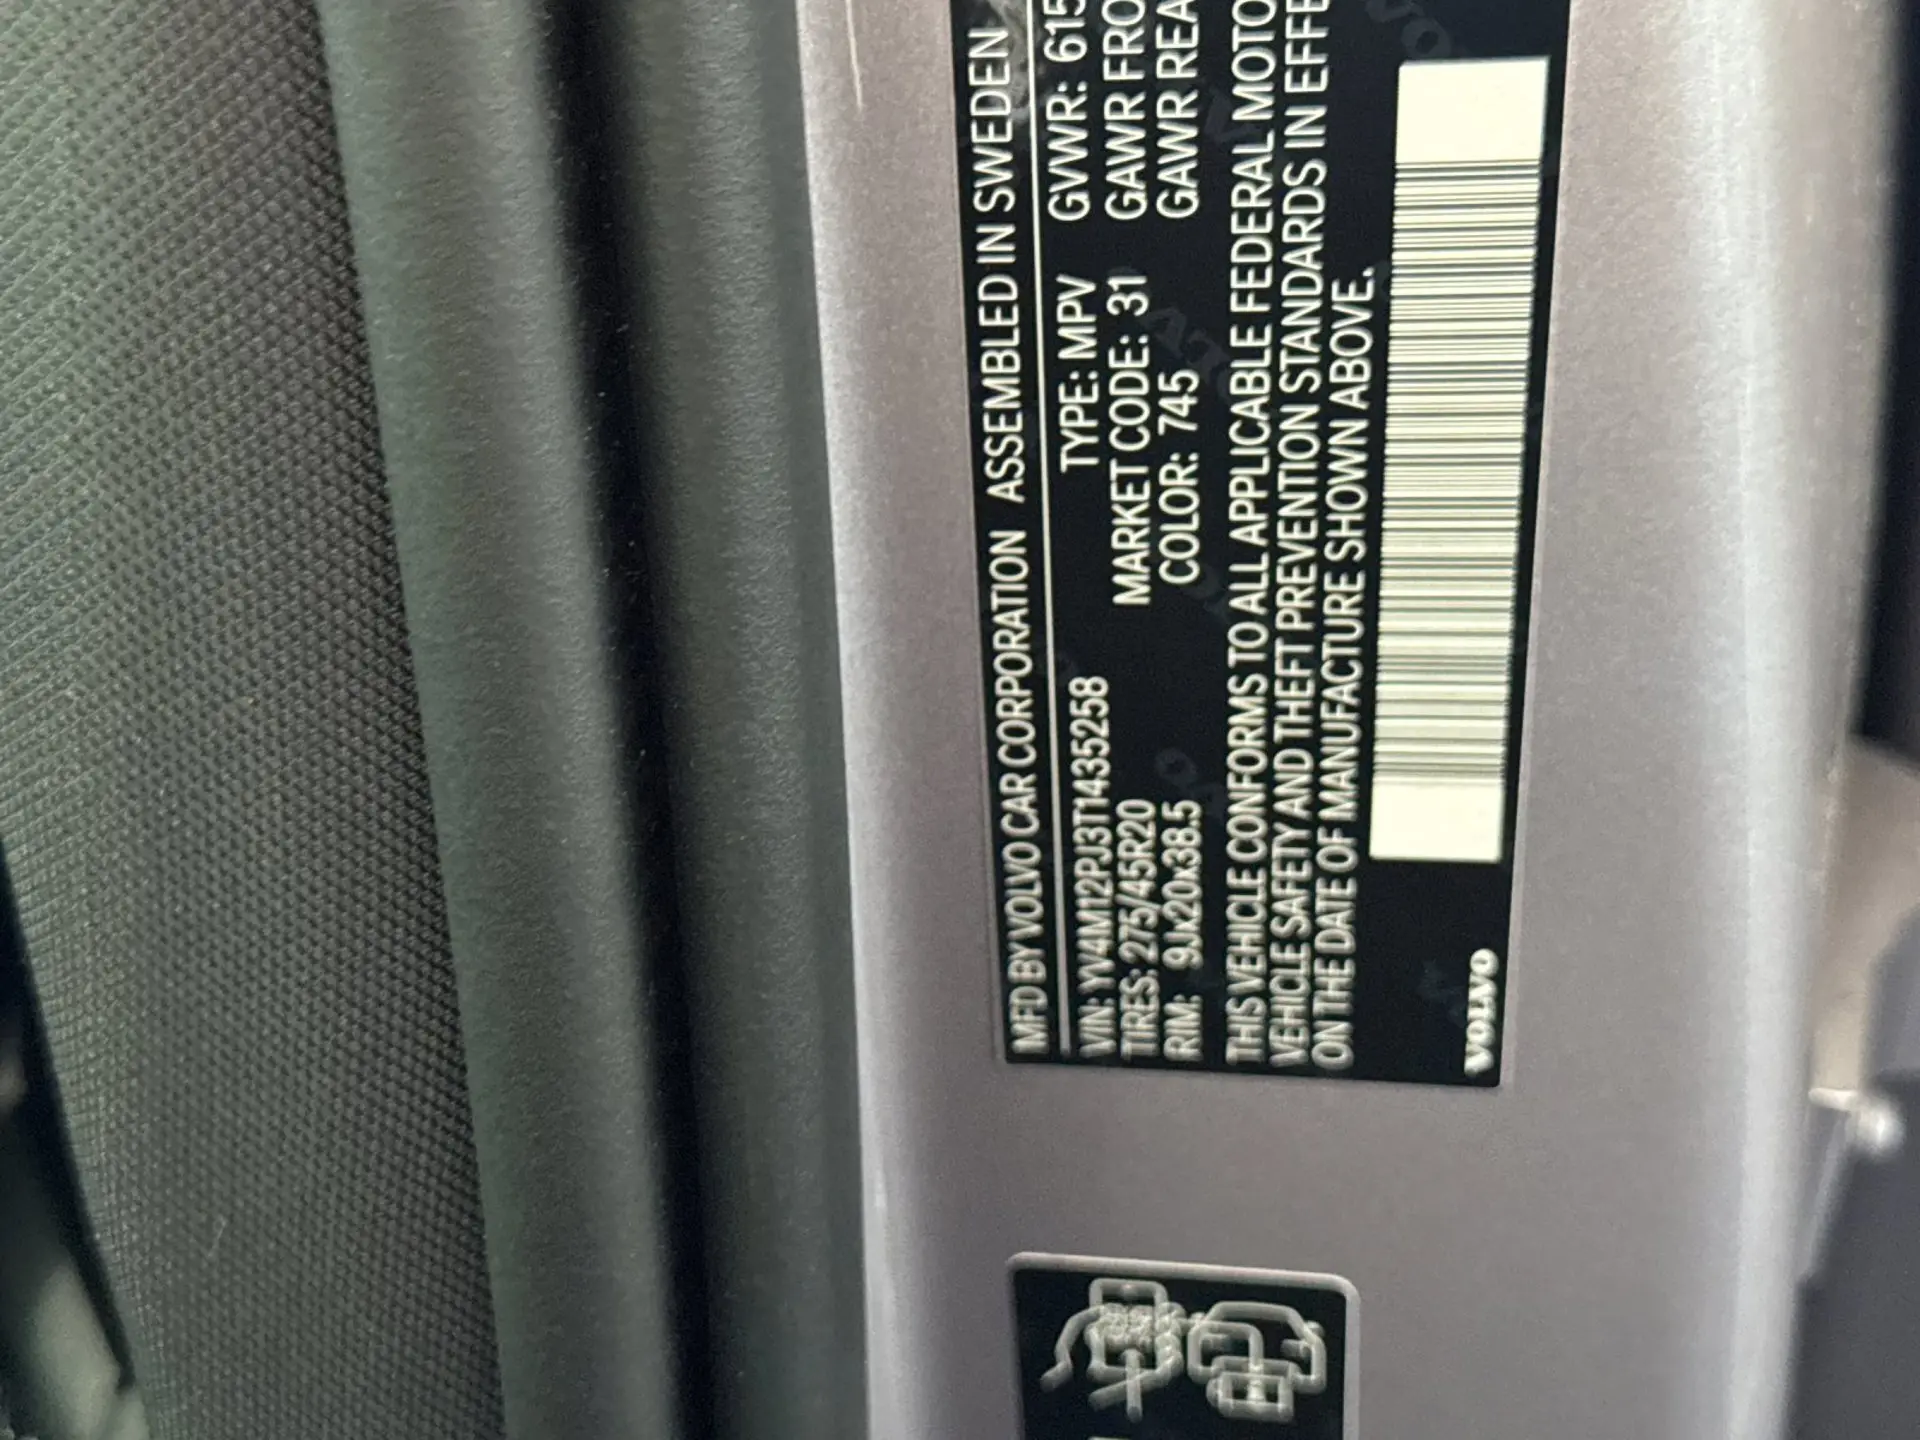 MFD BY VOLVO CAR CORPORATION ASSEMBLED IN SWEDEN
VIN: YV4M12PJ3T1435258 TYPE: MPV GVWR: 615
TIRES: 275/45R20 MARKET CODE: 31 GAWR FRO
RIM: 9Jx20x38.5 COLOR: 745 GAWR REA
THIS VEHICLE CONFORMS TO ALL APPLICABLE FEDERAL MOTO
VEHICLE SAFETY AND THEFT PREVENTION STANDARDS IN EFFE
ON THE DATE OF MANUFACTURE SHOWN ABOVE.
VOLVO